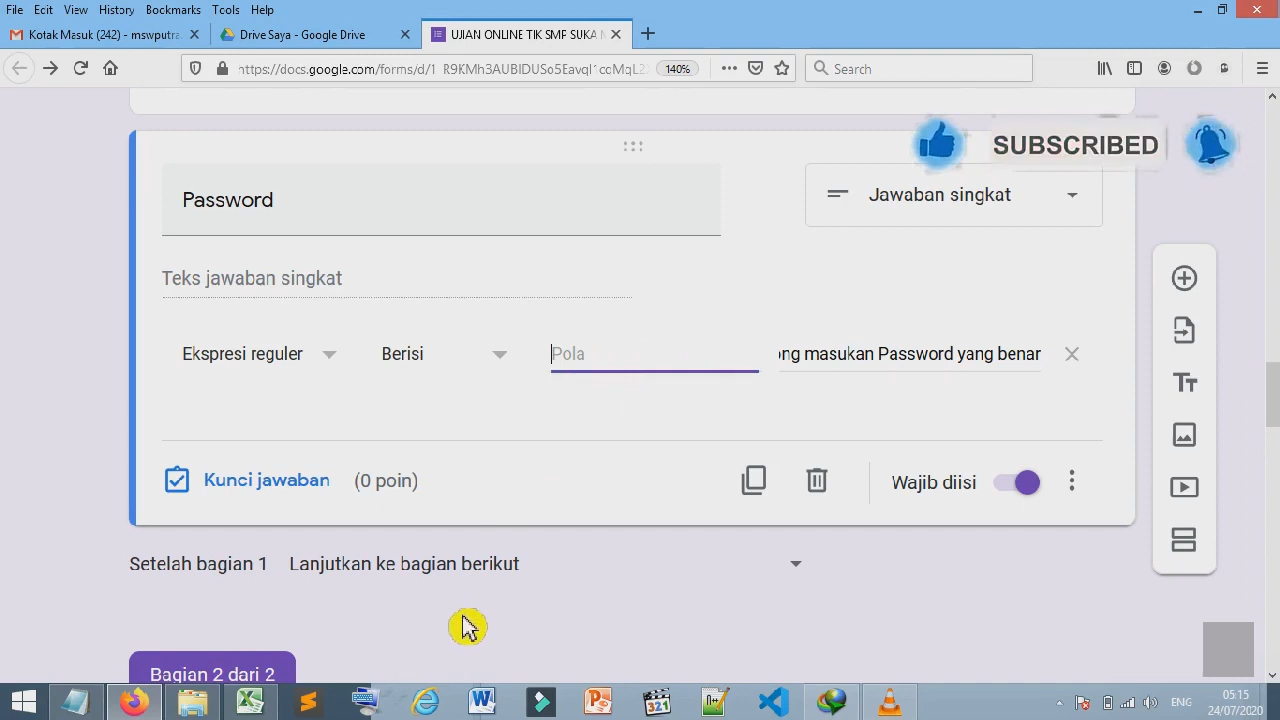 File Edit View History Bookmarks Tools Help
Kotak Masuk (242) - mswputra
Drive Saya - Google Drive
UJIAN ONLINE TIK SMP SUKA
140%
Search
SUBSCRIBED
Password
Jawaban singkat
Teks jawaban singkat
Ekspresi reguler
Berisi
Pola
ong masukan Password yang benar
Kunci jawaban
(0 poin)
Wajib diisi
Setelah bagian 1
Lanjutkan ke bagian berikut
Bagian 2 dari 2
ENG
05:15
24/07/2020